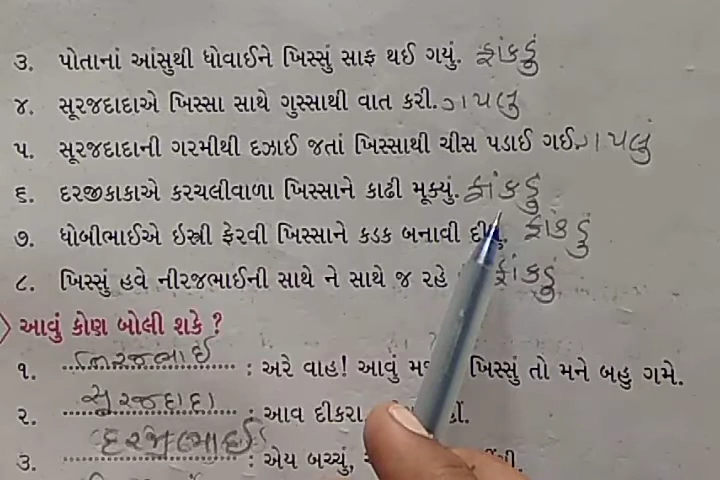 ૩. પોતાનાં આંસુથી ધોવાઈને ખિસ્સું સાફ થઈ ગયું. ફાંકડું
૪. સૂરજદાદાએ ખિસ્સા સાથે ગુસ્સાથી વાત કરી. ગપલું
૫. સૂરજદાદાની ગરમીથી દઝાઈ જતાં ખિસ્સાથી ચીસ પડાઈ ગઈ. ગપલું
૬. દરજીકાકાએ કરચલીવાળા ખિસ્સાને કાઢી મૂક્યું. ફાંકડું
૭. ધોબીભાઈએ ઇસ્ત્રી ફેરવી ખિસ્સાને કડક બનાવી ફાંકડું
૮. ખિસ્સું હવે નીરજભાઈની સાથે ને સાથે જ રહે ફાંકડું
આવું કોણ બોલી શકે ?
૧. નિરજભાઈ : અરે વાહ! આવું ખિસ્સું તો મને બહુ ગમે.
૨. સૂરજદાદા : આવ દીકરા
૩. દરજીભાઈ : એય બચ્ચું,